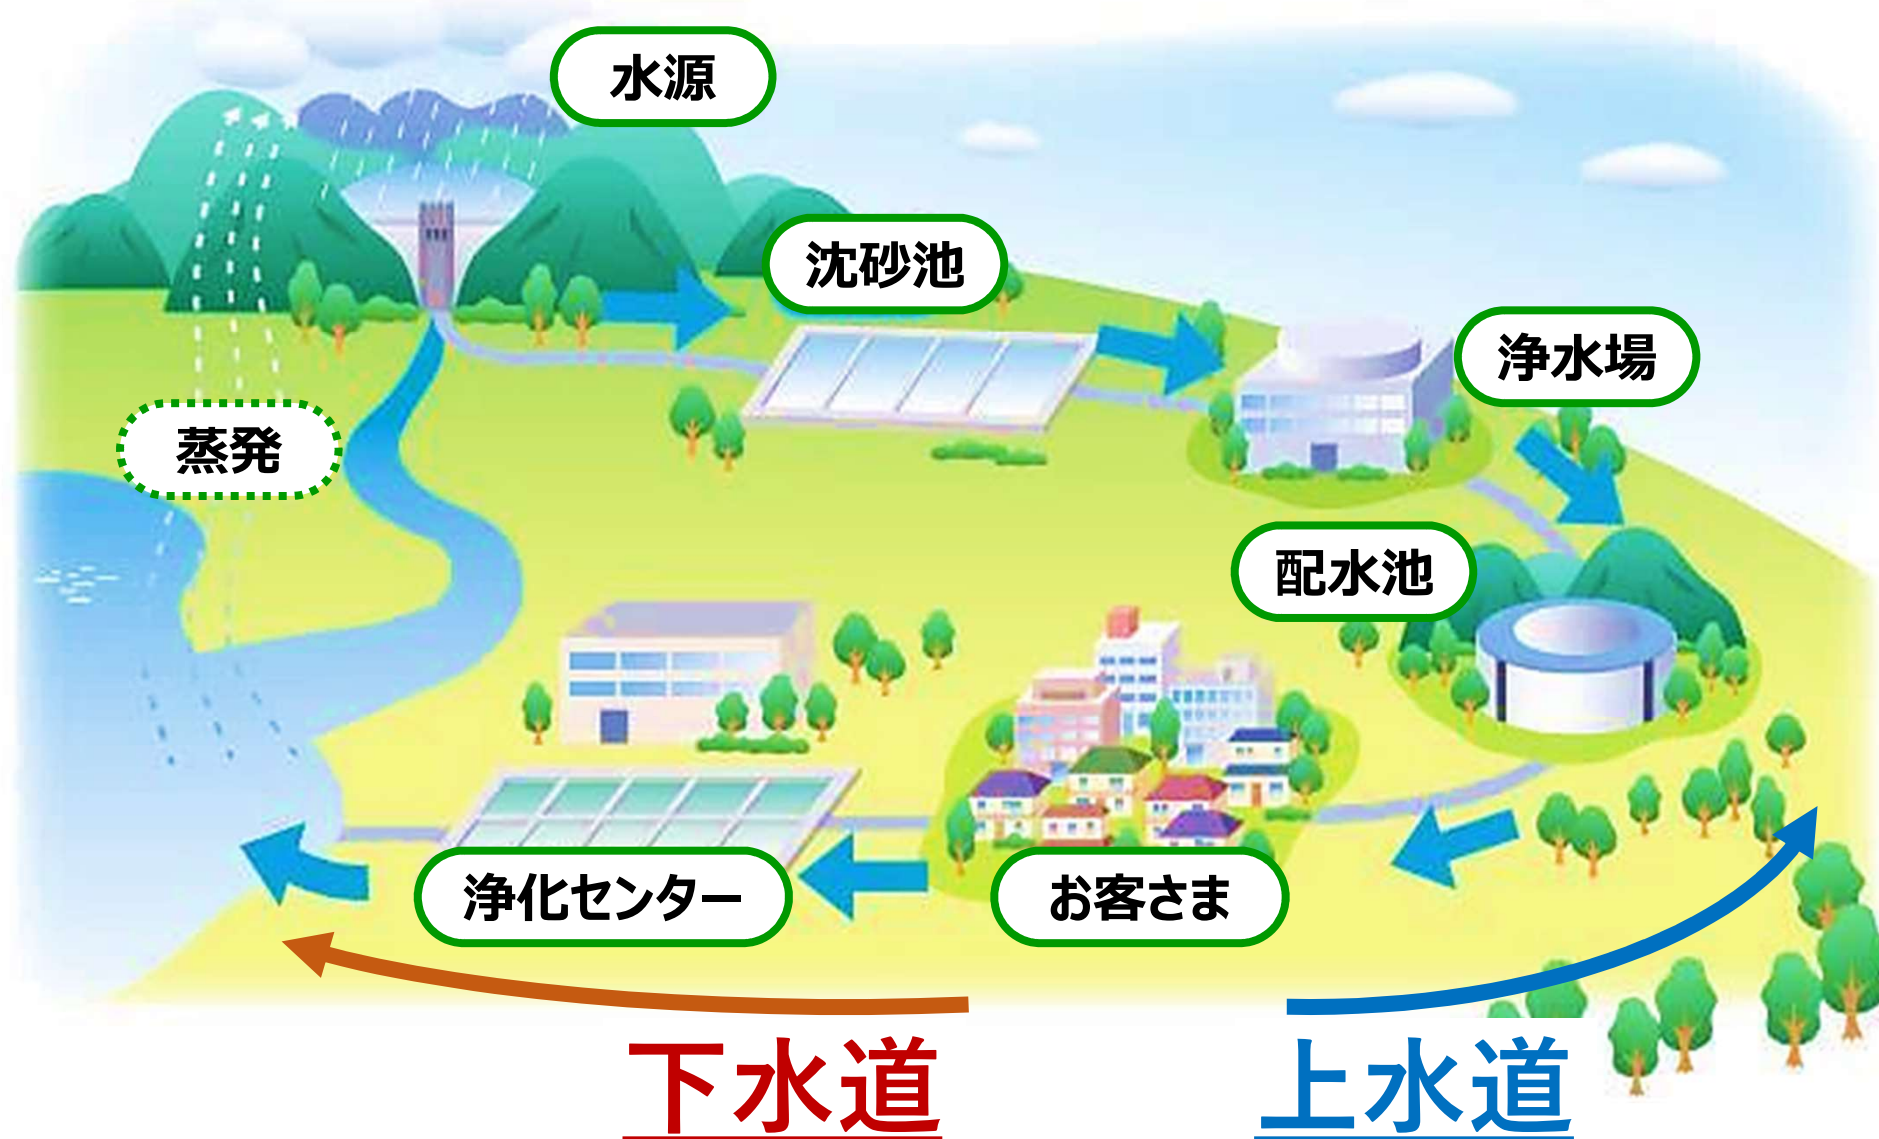 水源
沈砂池
浄水場
蒸発
配水池
浄化センター
お客さま
下水道
上水道